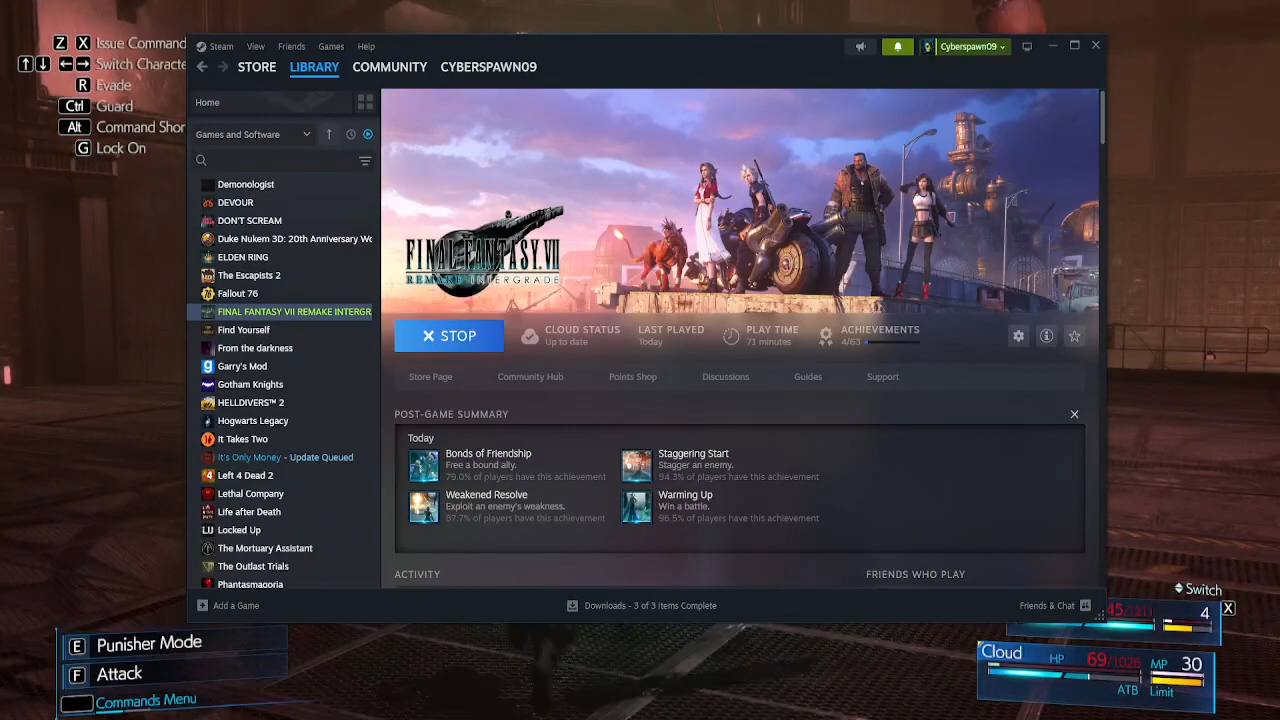 Z X Issue Command
↑ ↓ ← → Switch Characte
R Evade
Ctrl Guard
Alt Command Shor
G Lock On
Steam View Friends Games Help
Cyberspawn09
STORE LIBRARY COMMUNITY CYBERSPAWN09
Home
Games and Software
Demonologist
DEVOUR
DON'T SCREAM
Duke Nukem 3D: 20th Anniversary Wo
ELDEN RING
The Escapists 2
Fallout 76
FINAL FANTASY VII REMAKE INTERGR
Find Yourself
From the darkness
Garry's Mod
Gotham Knights
HELLDIVERS™ 2
Hogwarts Legacy
It Takes Two
It's Only Money - Update Queued
Left 4 Dead 2
Lethal Company
Life after Death
Locked Up
The Mortuary Assistant
The Outlast Trials
Phantasmagoria
Add a Game
FINAL FANTASY VII
REMAKE INTERGRADE
STOP
CLOUD STATUS
Up to date
LAST PLAYED
Today
PLAY TIME
71 minutes
ACHIEVEMENTS
4/63
Store Page Community Hub Points Shop Discussions Guides Support
POST-GAME SUMMARY
Today
Bonds of Friendship
Free a bound ally.
79.0% of players have this achievement
Staggering Start
Stagger an enemy.
94.3% of players have this achievement
Weakened Resolve
Exploit an enemy's weakness.
87.7% of players have this achievement
Warming Up
Win a battle.
96.5% of players have this achievement
ACTIVITY
FRIENDS WHO PLAY
Downloads - 3 of 3 Items Complete
Friends & Chat
Switch
X
45/1211 4
E Punisher Mode
F Attack
Commands Menu
Cloud HP 69/1026 MP 30
ATB Limit